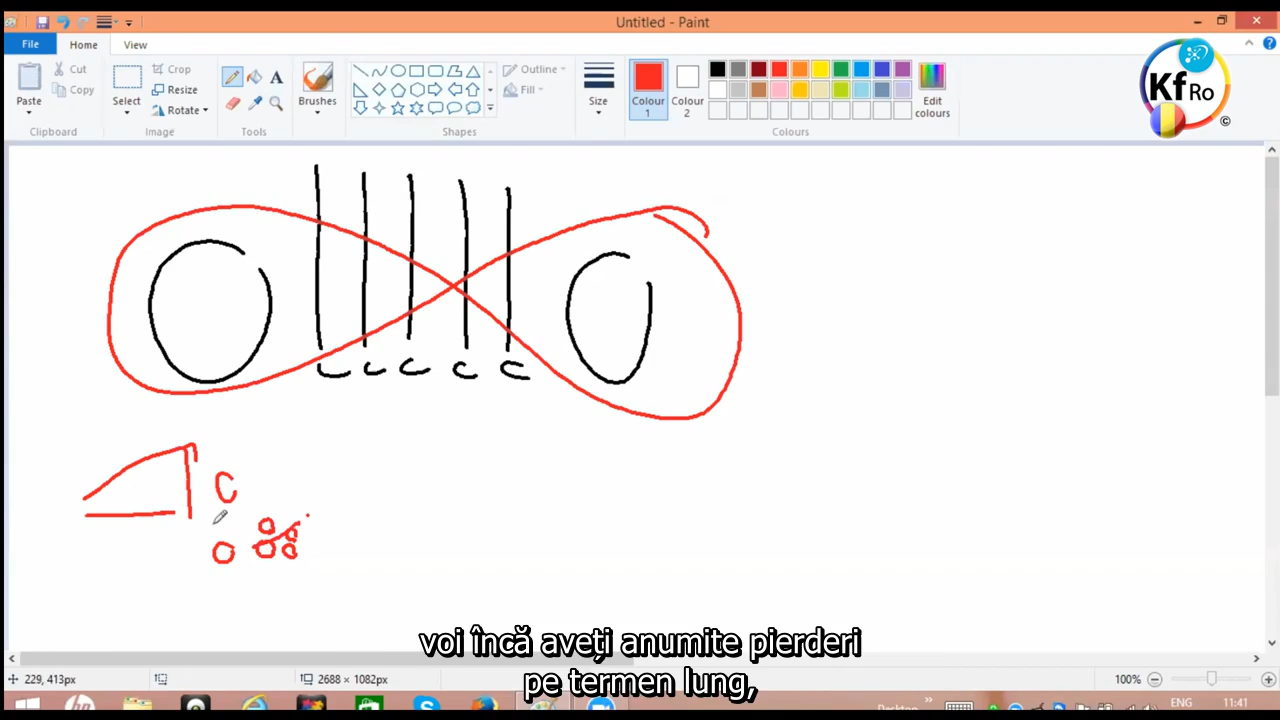 Untitled - Paint
File
Home
View
Paste
Cut
Copy
Clipboard
Select
Crop
Resize
Rotate
Image
Tools
Brushes
Outline
Fill
Shapes
Size
Colour
1
Colour
2
Edit
colours
Colours
Kf Ro
©
C C C C C
C
voi încă aveți anumite pierderi
pe termen lung,
229, 413px
2688 × 1082px
100%
Desktop
ENG
11:41